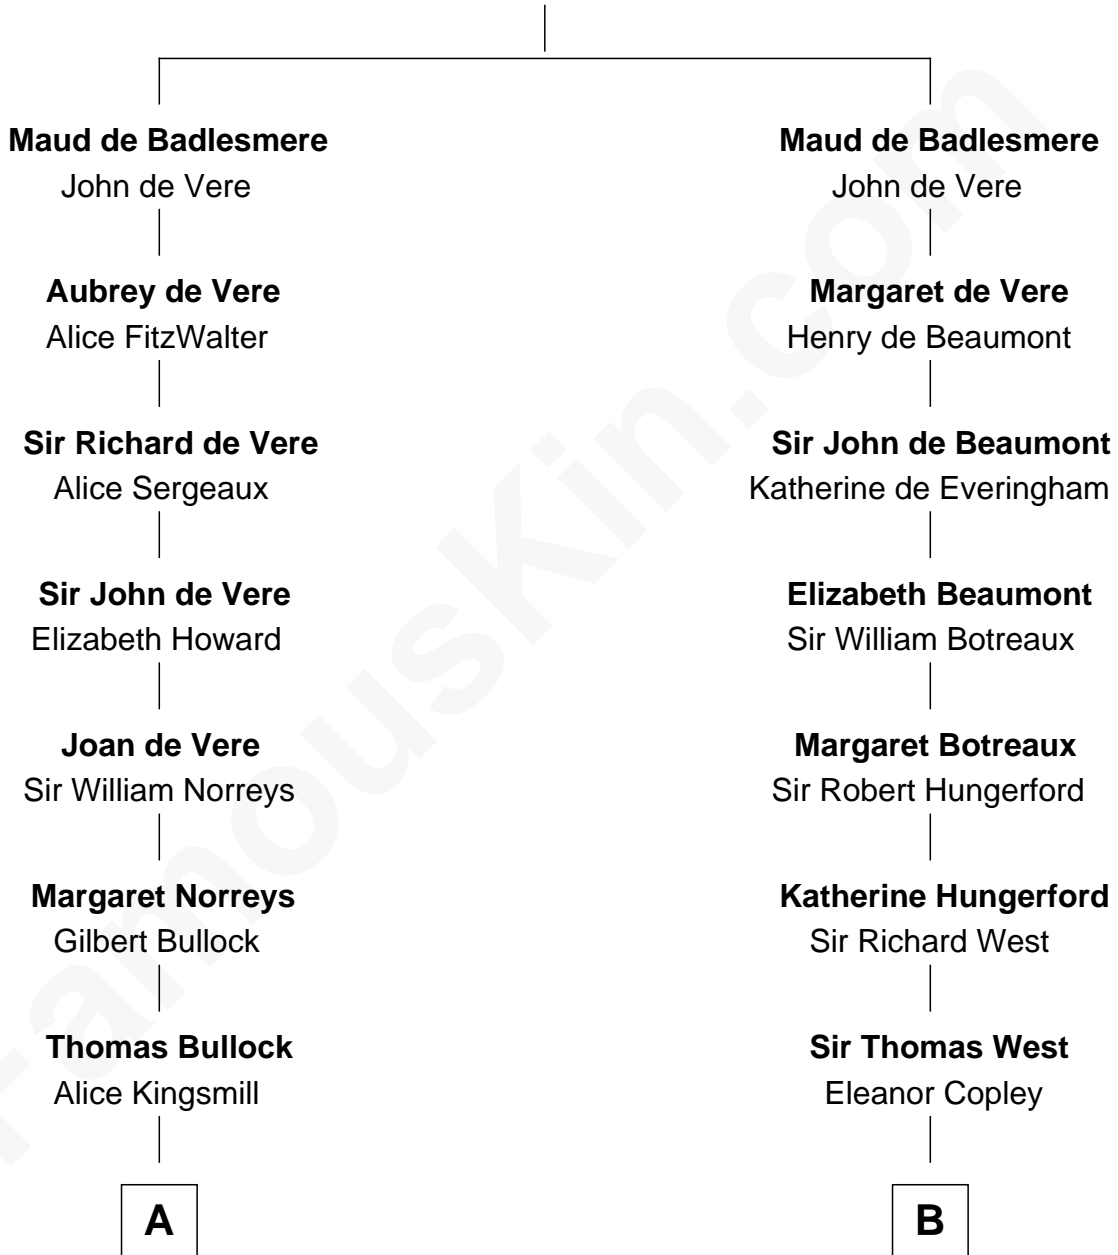 Maud de Badlesmere
John de Vere
Aubrey de Vere
Alice FitzWalter
Sir Richard de Vere
Alice Sergeaux
Sir John de Vere
Elizabeth Howard
Joan de Vere
Sir William Norreys
Margaret Norreys
Gilbert Bullock
Thomas Bullock
Alice Kingsmill
A
Maud de Badlesmere
John de Vere
Margaret de Vere
Henry de Beaumont
Sir John de Beaumont
Katherine de Everingham
Elizabeth Beaumont
Sir William Botreaux
Margaret Botreaux
Sir Robert Hungerford
Katherine Hungerford
Sir Richard West
Sir Thomas West
Eleanor Copley
B
FamousKin.com